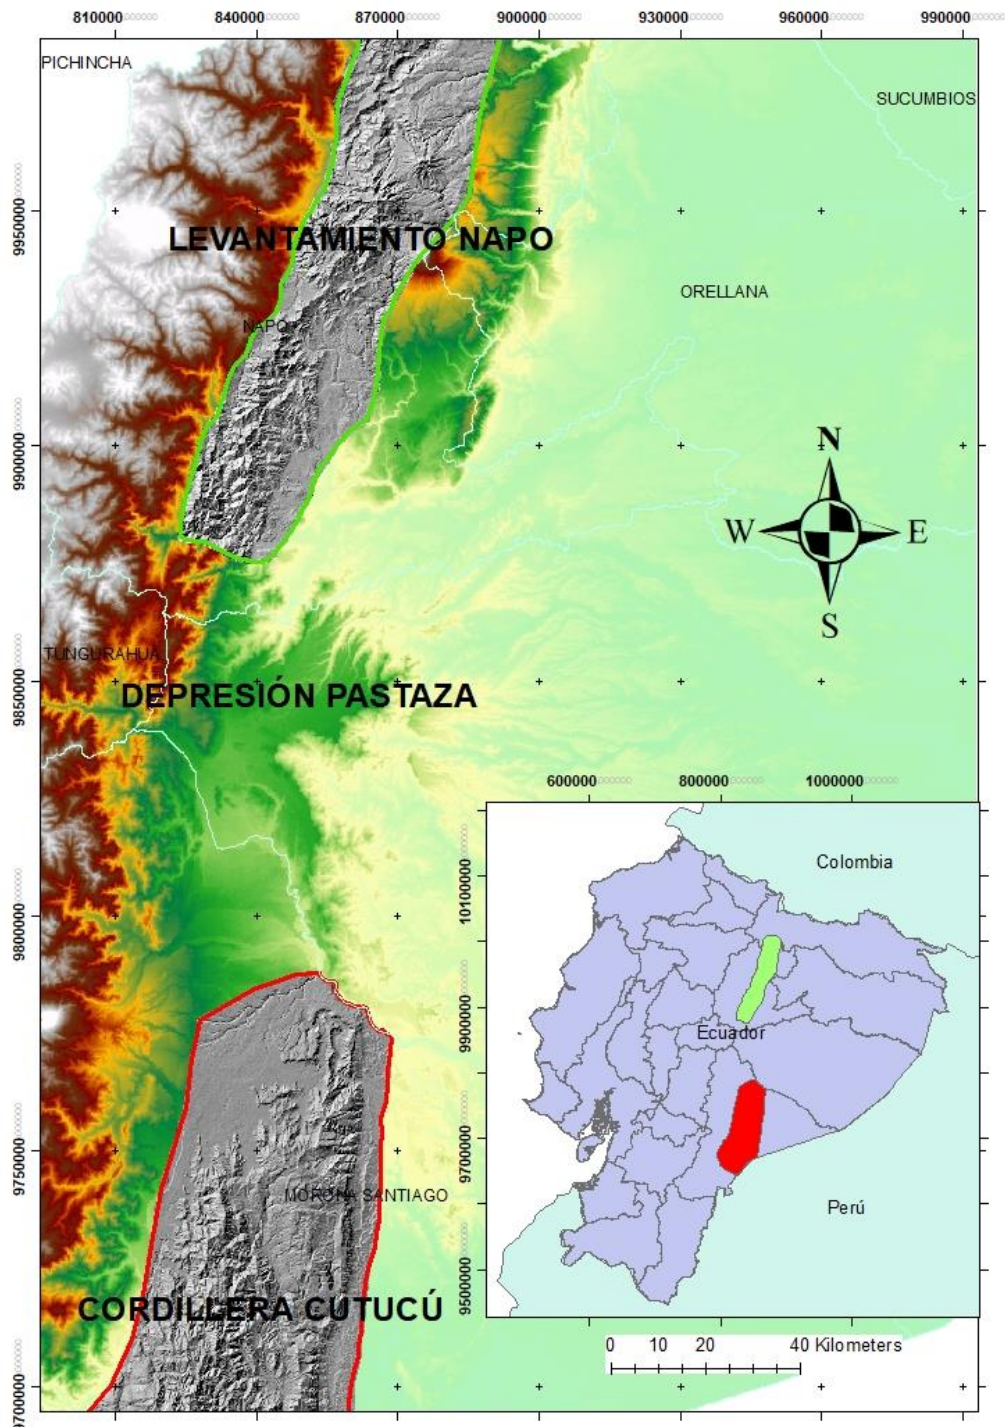 810000 840000 870000 900000 930000 960000 990000
PICHINCHA
SUCUMBIOS
9950000
LEVANTAMIENTO NAPO
ORELLANA
NAPO
9900000
N
W E
S
TUNGURAHUA
9850000
DEPRESIÓN PASTAZA
600000 800000 1000000
Colombia
10100000
9800000
9900000
Ecuador
9750000
9700000
MORONA SANTIAGO
Perú
9500000
CORDILLERA CUTUCÚ
0 10 20 40 Kilometers
9700000